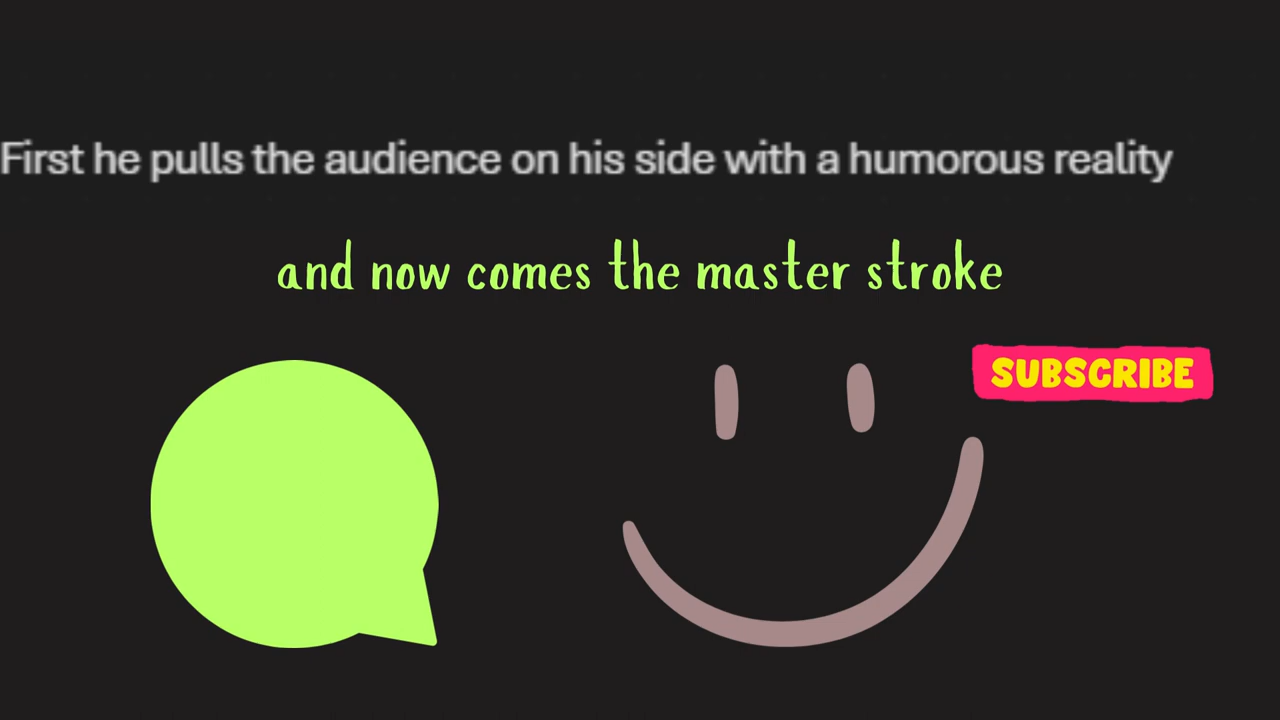 First he pulls the audience on his side with a humorous reality
and now comes the master stroke
SUBSCRIBE